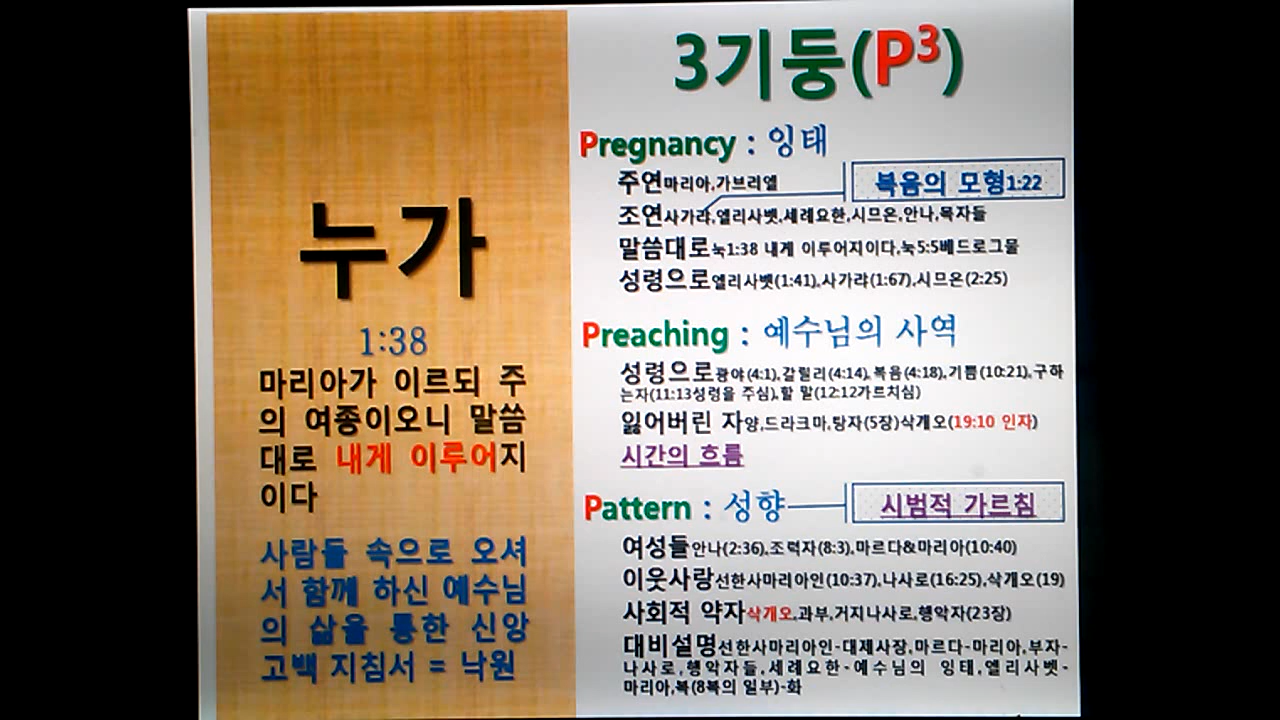 누가
1:38
마리아가 이르되 주
의 여종이오니 말씀
대로 내게 이루어지
이다
사람들 속으로 오셔
서 함께 하신 예수님
의 삶을 통한 신앙
고백 지침서 = 낙원
3기둥(P³)
Pregnancy : 잉태
주연마리아,가브리엘
복음의 모형1:22
조연사가랴,엘리사벳,세례요한,시므온,안나,목자들
말씀대로눅1:38 내게 이루어지이다,눅5:5베드로그물
성령으로엘리사벳(1:41),사가랴(1:67),시므온(2:25)
Preaching : 예수님의 사역
성령으로광야(4:1),갈릴리(4:14),복음(4:18),기쁨(10:21),구하
는자(11:13성령을 주심),할 말(12:12가르치심)
잃어버린 자양,드라크마,탕자(5장)삭개오(19:10 인자)
시간의 흐름
Pattern : 성향
시범적 가르침
여성들안나(2:36),조력자(8:3),마르다&마리아(10:40)
이웃사랑선한사마리아인(10:37),나사로(16:25),삭개오(19)
사회적 약자삭개오,과부,거지나사로,행악자(23장)
대비설명선한사마리아인-대제사장,마르다-마리아,부자-
나사로,행악자들,세례요한-예수님의 잉태,엘리사벳-
마리아,복(8복의 일부)-화